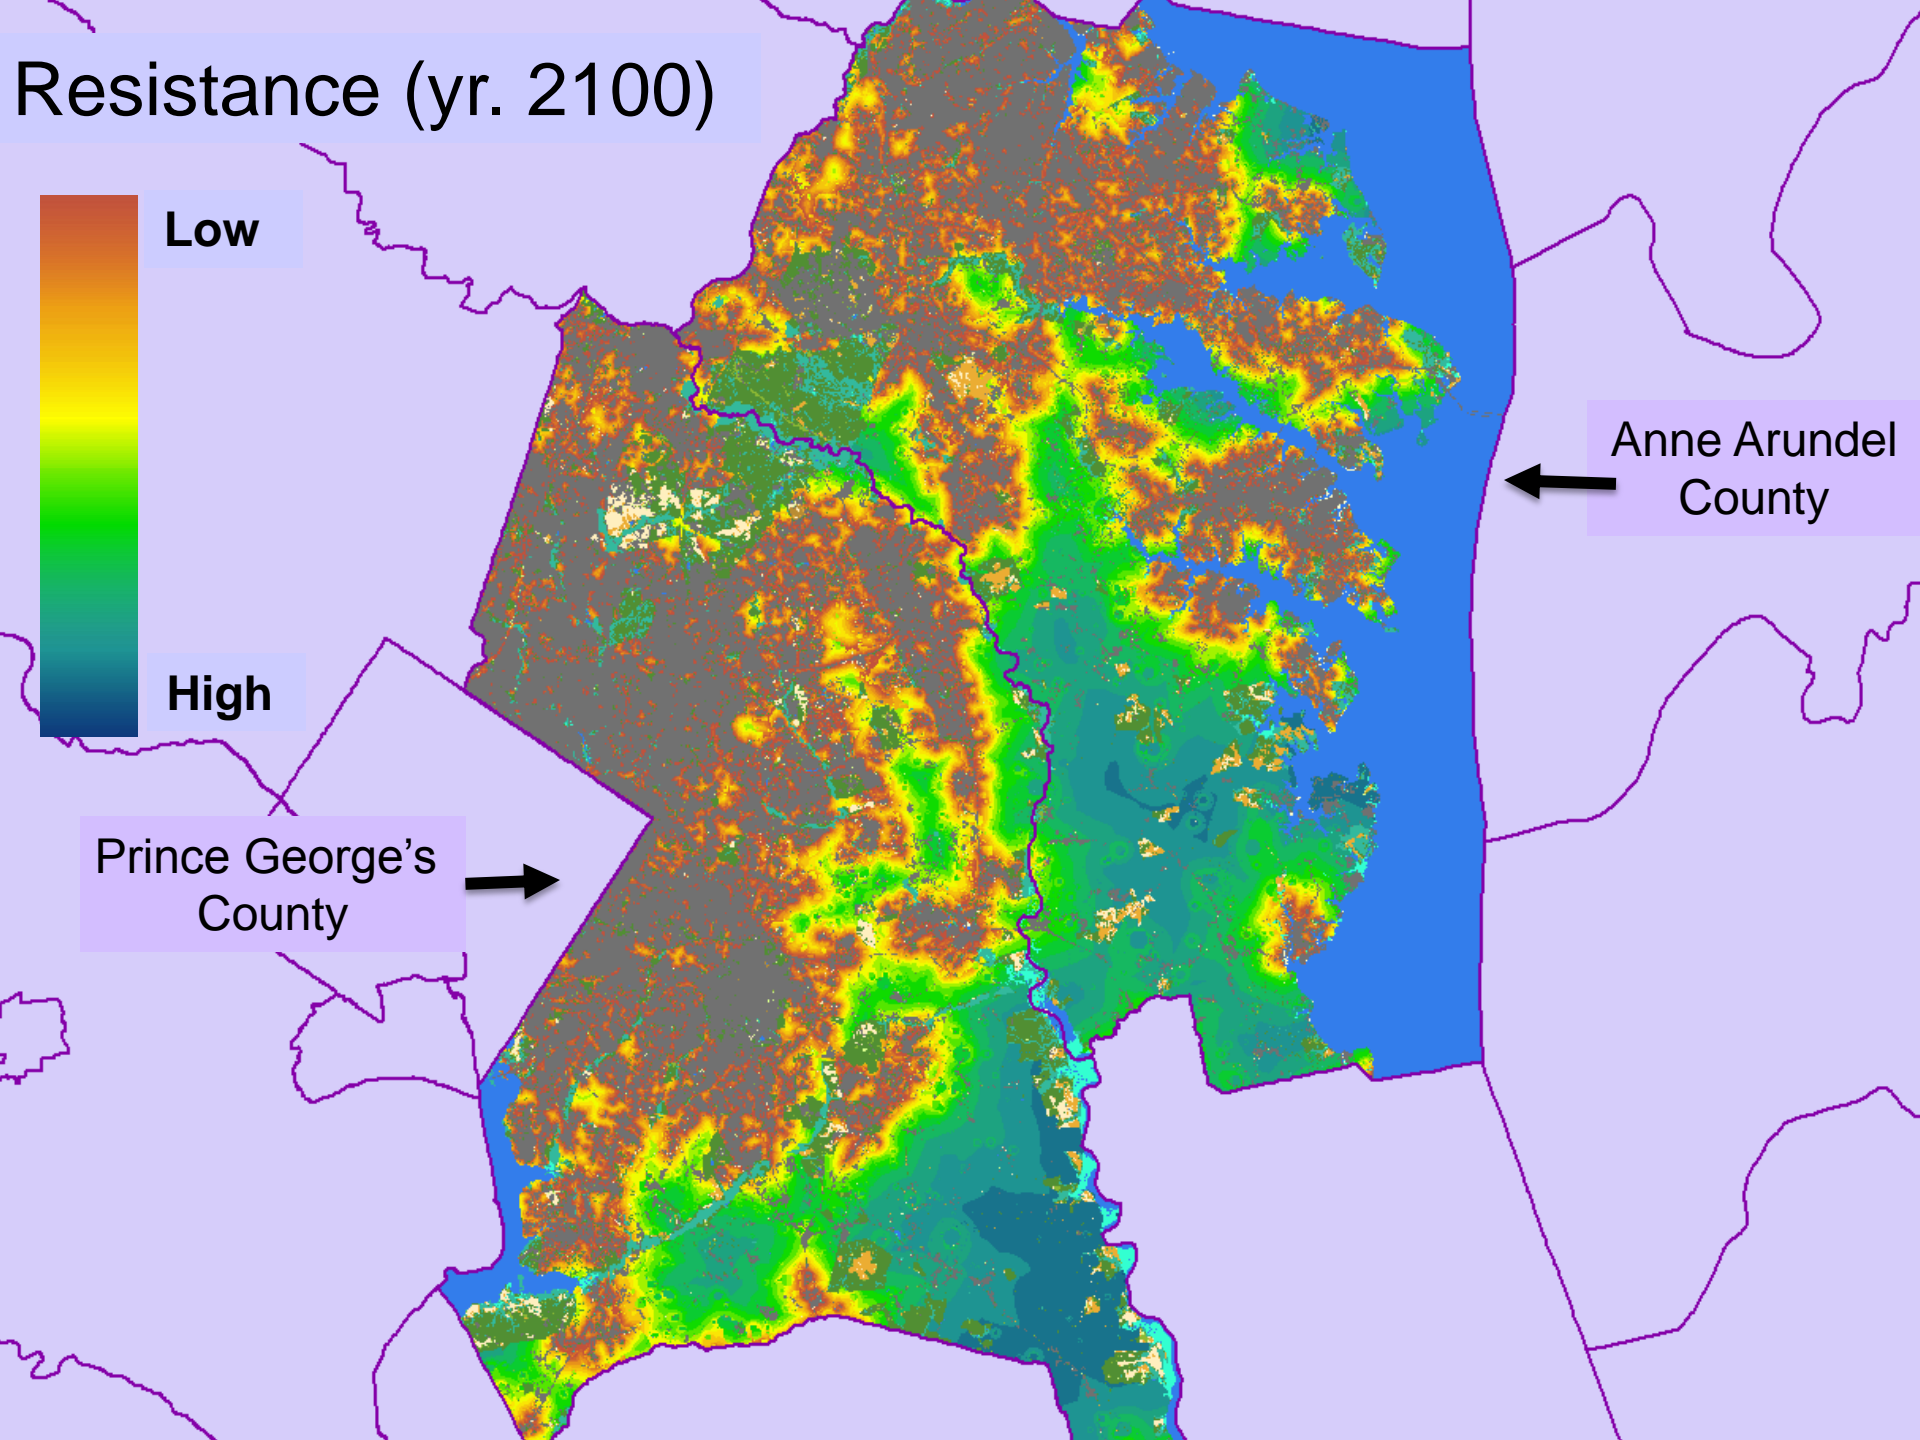 Resistance (yr. 2100)
Low
High
Anne Arundel
County
Prince George’s
County